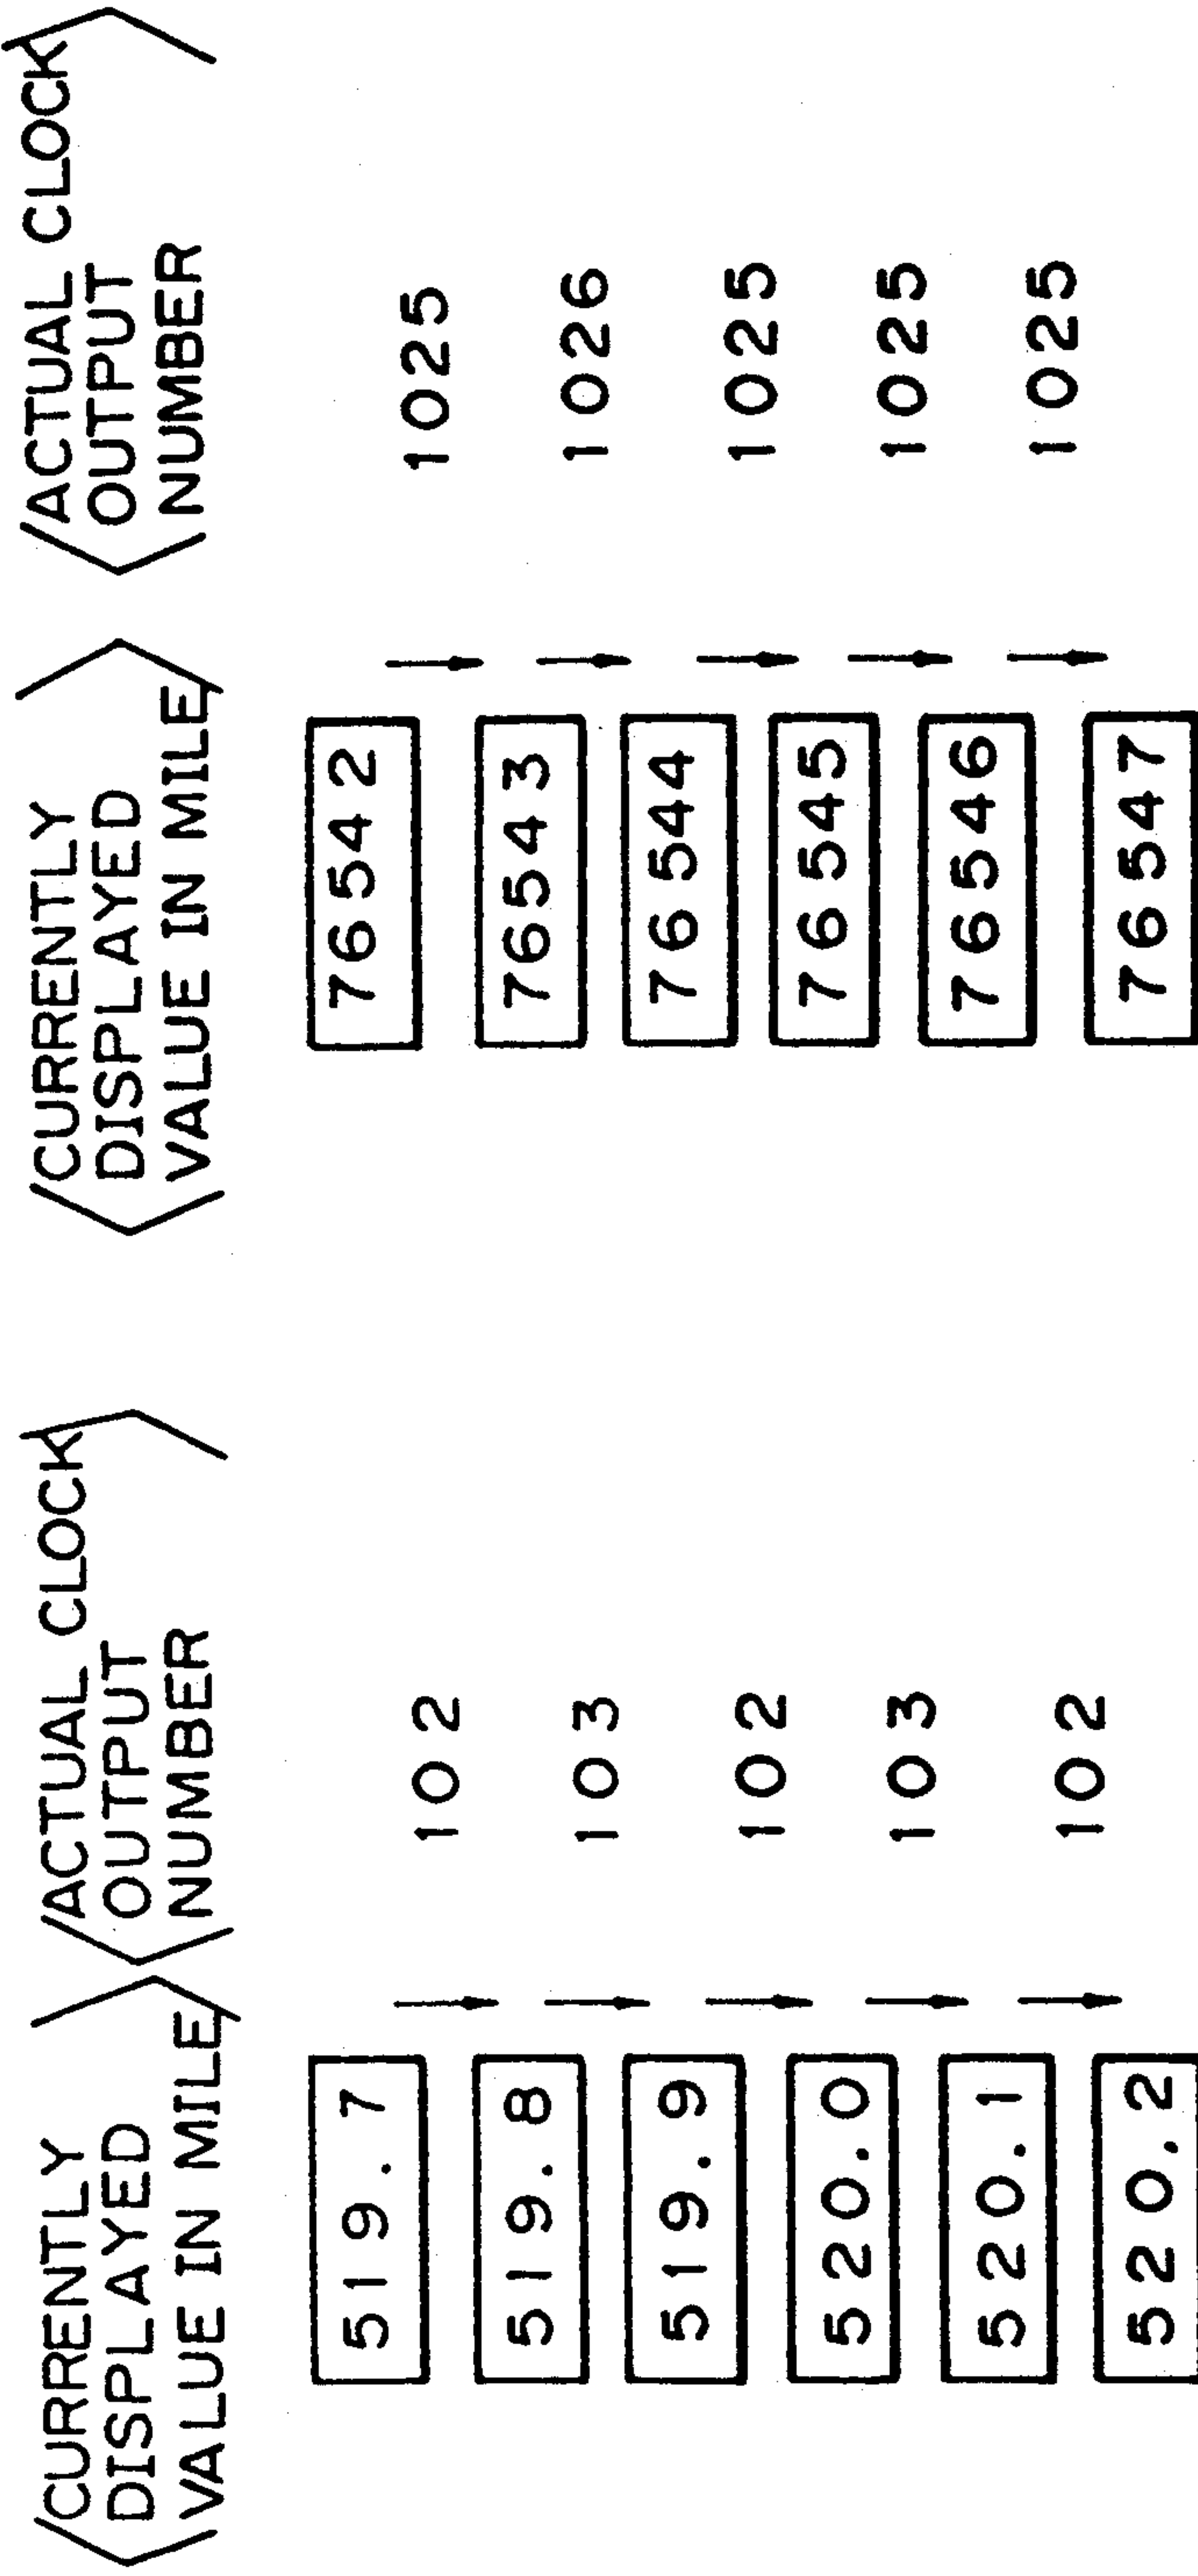 CURRENTLY
DISPLAYED
VALUE IN MILE
ACTUAL CLOCK
OUTPUT
NUMBER
519.7
102
519.8
103
519.9
102
520.0
103
520.1
102
520.2
CURRENTLY
DISPLAYED
VALUE IN MILE
ACTUAL CLOCK
OUTPUT
NUMBER
76542
1025
76543
1026
76544
1025
76545
1025
76546
1025
76547